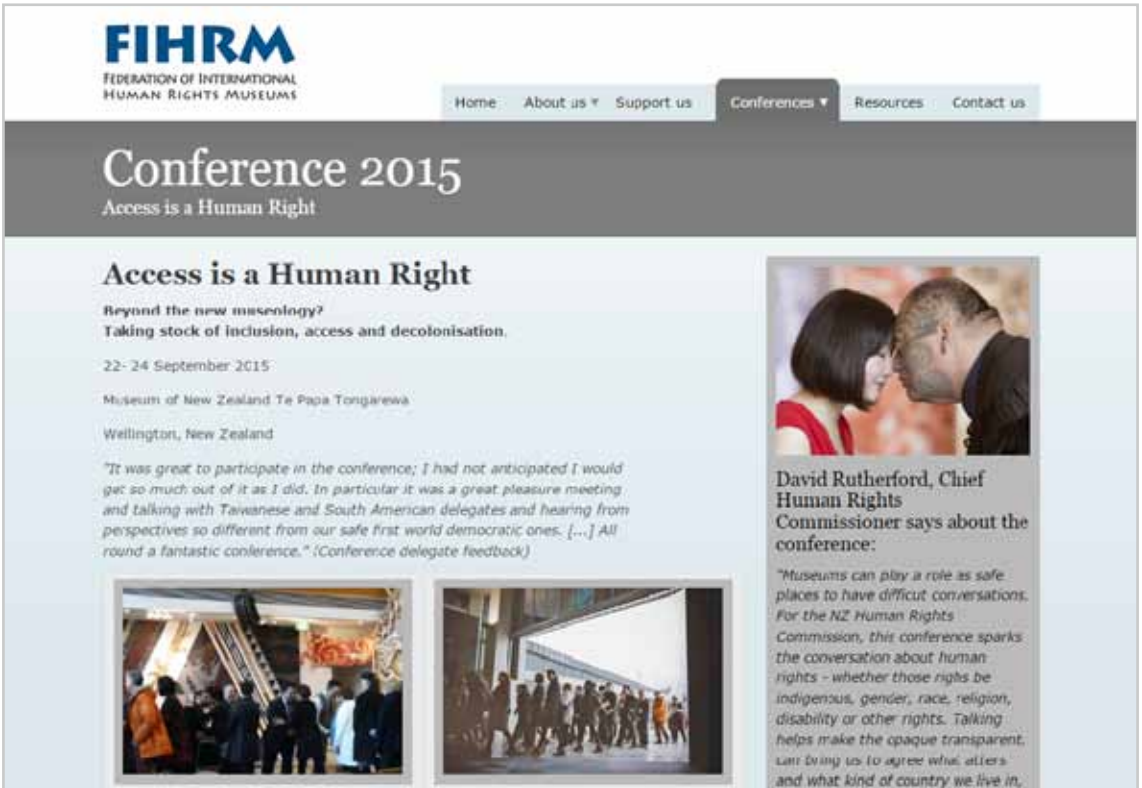 FIHRM
FEDERATION OF INTERNATIONAL
HUMAN RIGHTS MUSEUMS
Home About us ▼ Support us Conferences ▼ Resources Contact us
Conference 2015
Access is a Human Right
Access is a Human Right
Beyond the new museology?
Taking stock of inclusion, access and decolonisation.
22- 24 September 2015
Museum of New Zealand Te Papa Tongarewa
Wellington, New Zealand
"It was great to participate in the conference; I had not anticipated I would
get so much out of it as I did. In particular it was a great pleasure meeting
and talking with Taiwanese and South American delegates and hearing from
perspectives so different from our safe first world democratic ones. [...] All
round a fantastic conference." (Conference delegate feedback)
David Rutherford, Chief
Human Rights
Commissioner says about the
conference:
"Museums can play a role as safe
places to have difficut conversations.
For the NZ Human Rights
Commission, this conference sparks
the conversation about human
rights - whether those righs be
indigenous, gender, race, religion,
disability or other rights. Talking
helps make the opaque transparent,
can bring us to agree what
and what kind of country we live in,